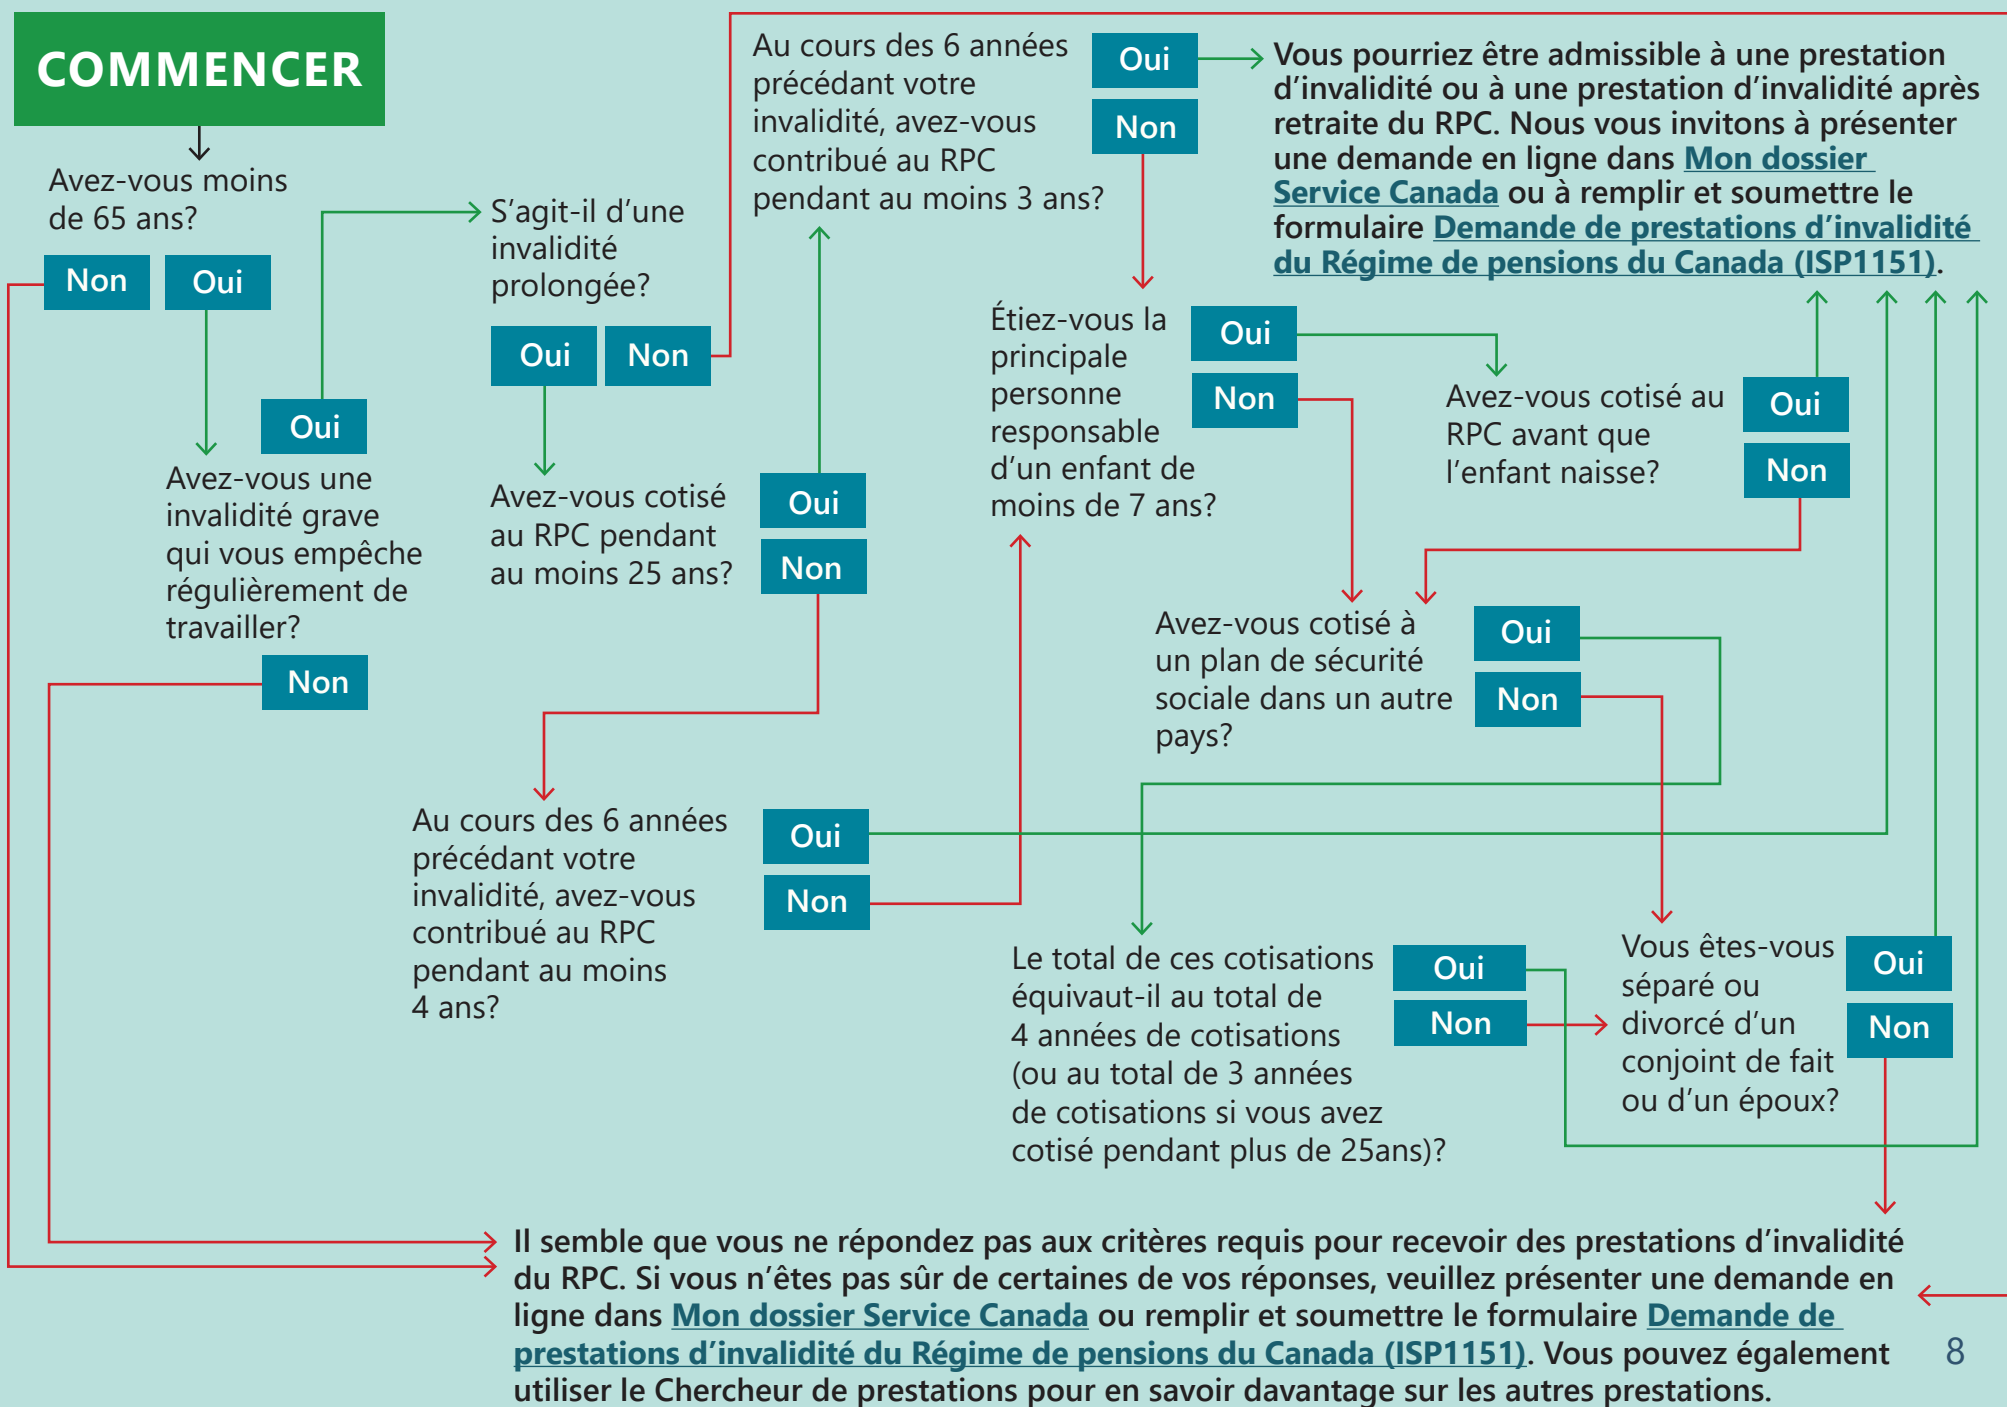 COMMENCER
Avez-vous moins
de 65 ans?
Non
Oui
Avez-vous une
invalidité grave
qui vous empêche
régulièrement de
travailler?
Oui
Non
S’agit-il d’une
invalidité
prolongée?
Oui
Non
Avez-vous cotisé
au RPC pendant
au moins 25 ans?
Oui
Non
Au cours des 6 années
précédant votre
invalidité, avez-vous
contribué au RPC
pendant au moins 3 ans?
Oui
Non
Au cours des 6 années
précédant votre
invalidité, avez-vous
contribué au RPC
pendant au moins
4 ans?
Oui
Non
Étiez-vous la
principale
personne
responsable
d’un enfant de
moins de 7 ans?
Oui
Non
Avez-vous cotisé au
RPC avant que
l’enfant naisse?
Oui
Non
Avez-vous cotisé à
un plan de sécurité
sociale dans un autre
pays?
Oui
Non
Le total de ces cotisations
équivaut-il au total de
4 années de cotisations
(ou au total de 3 années
de cotisations si vous avez
cotisé pendant plus de 25ans)?
Oui
Non
Vous êtes-vous
séparé ou
divorcé d’un
conjoint de fait
ou d’un époux?
Oui
Non
Vous pourriez être admissible à une prestation
d’invalidité ou à une prestation d’invalidité après
retraite du RPC. Nous vous invitons à présenter
une demande en ligne dans Mon dossier
Service Canada ou à remplir et soumettre le
formulaire Demande de prestations d’invalidité
du Régime de pensions du Canada (ISP1151).
Il semble que vous ne répondez pas aux critères requis pour recevoir des prestations d’invalidité
du RPC. Si vous n’êtes pas sûr de certaines de vos réponses, veuillez présenter une demande en
ligne dans Mon dossier Service Canada ou remplir et soumettre le formulaire Demande de
prestations d’invalidité du Régime de pensions du Canada (ISP1151). Vous pouvez également
utiliser le Chercheur de prestations pour en savoir davantage sur les autres prestations.
8